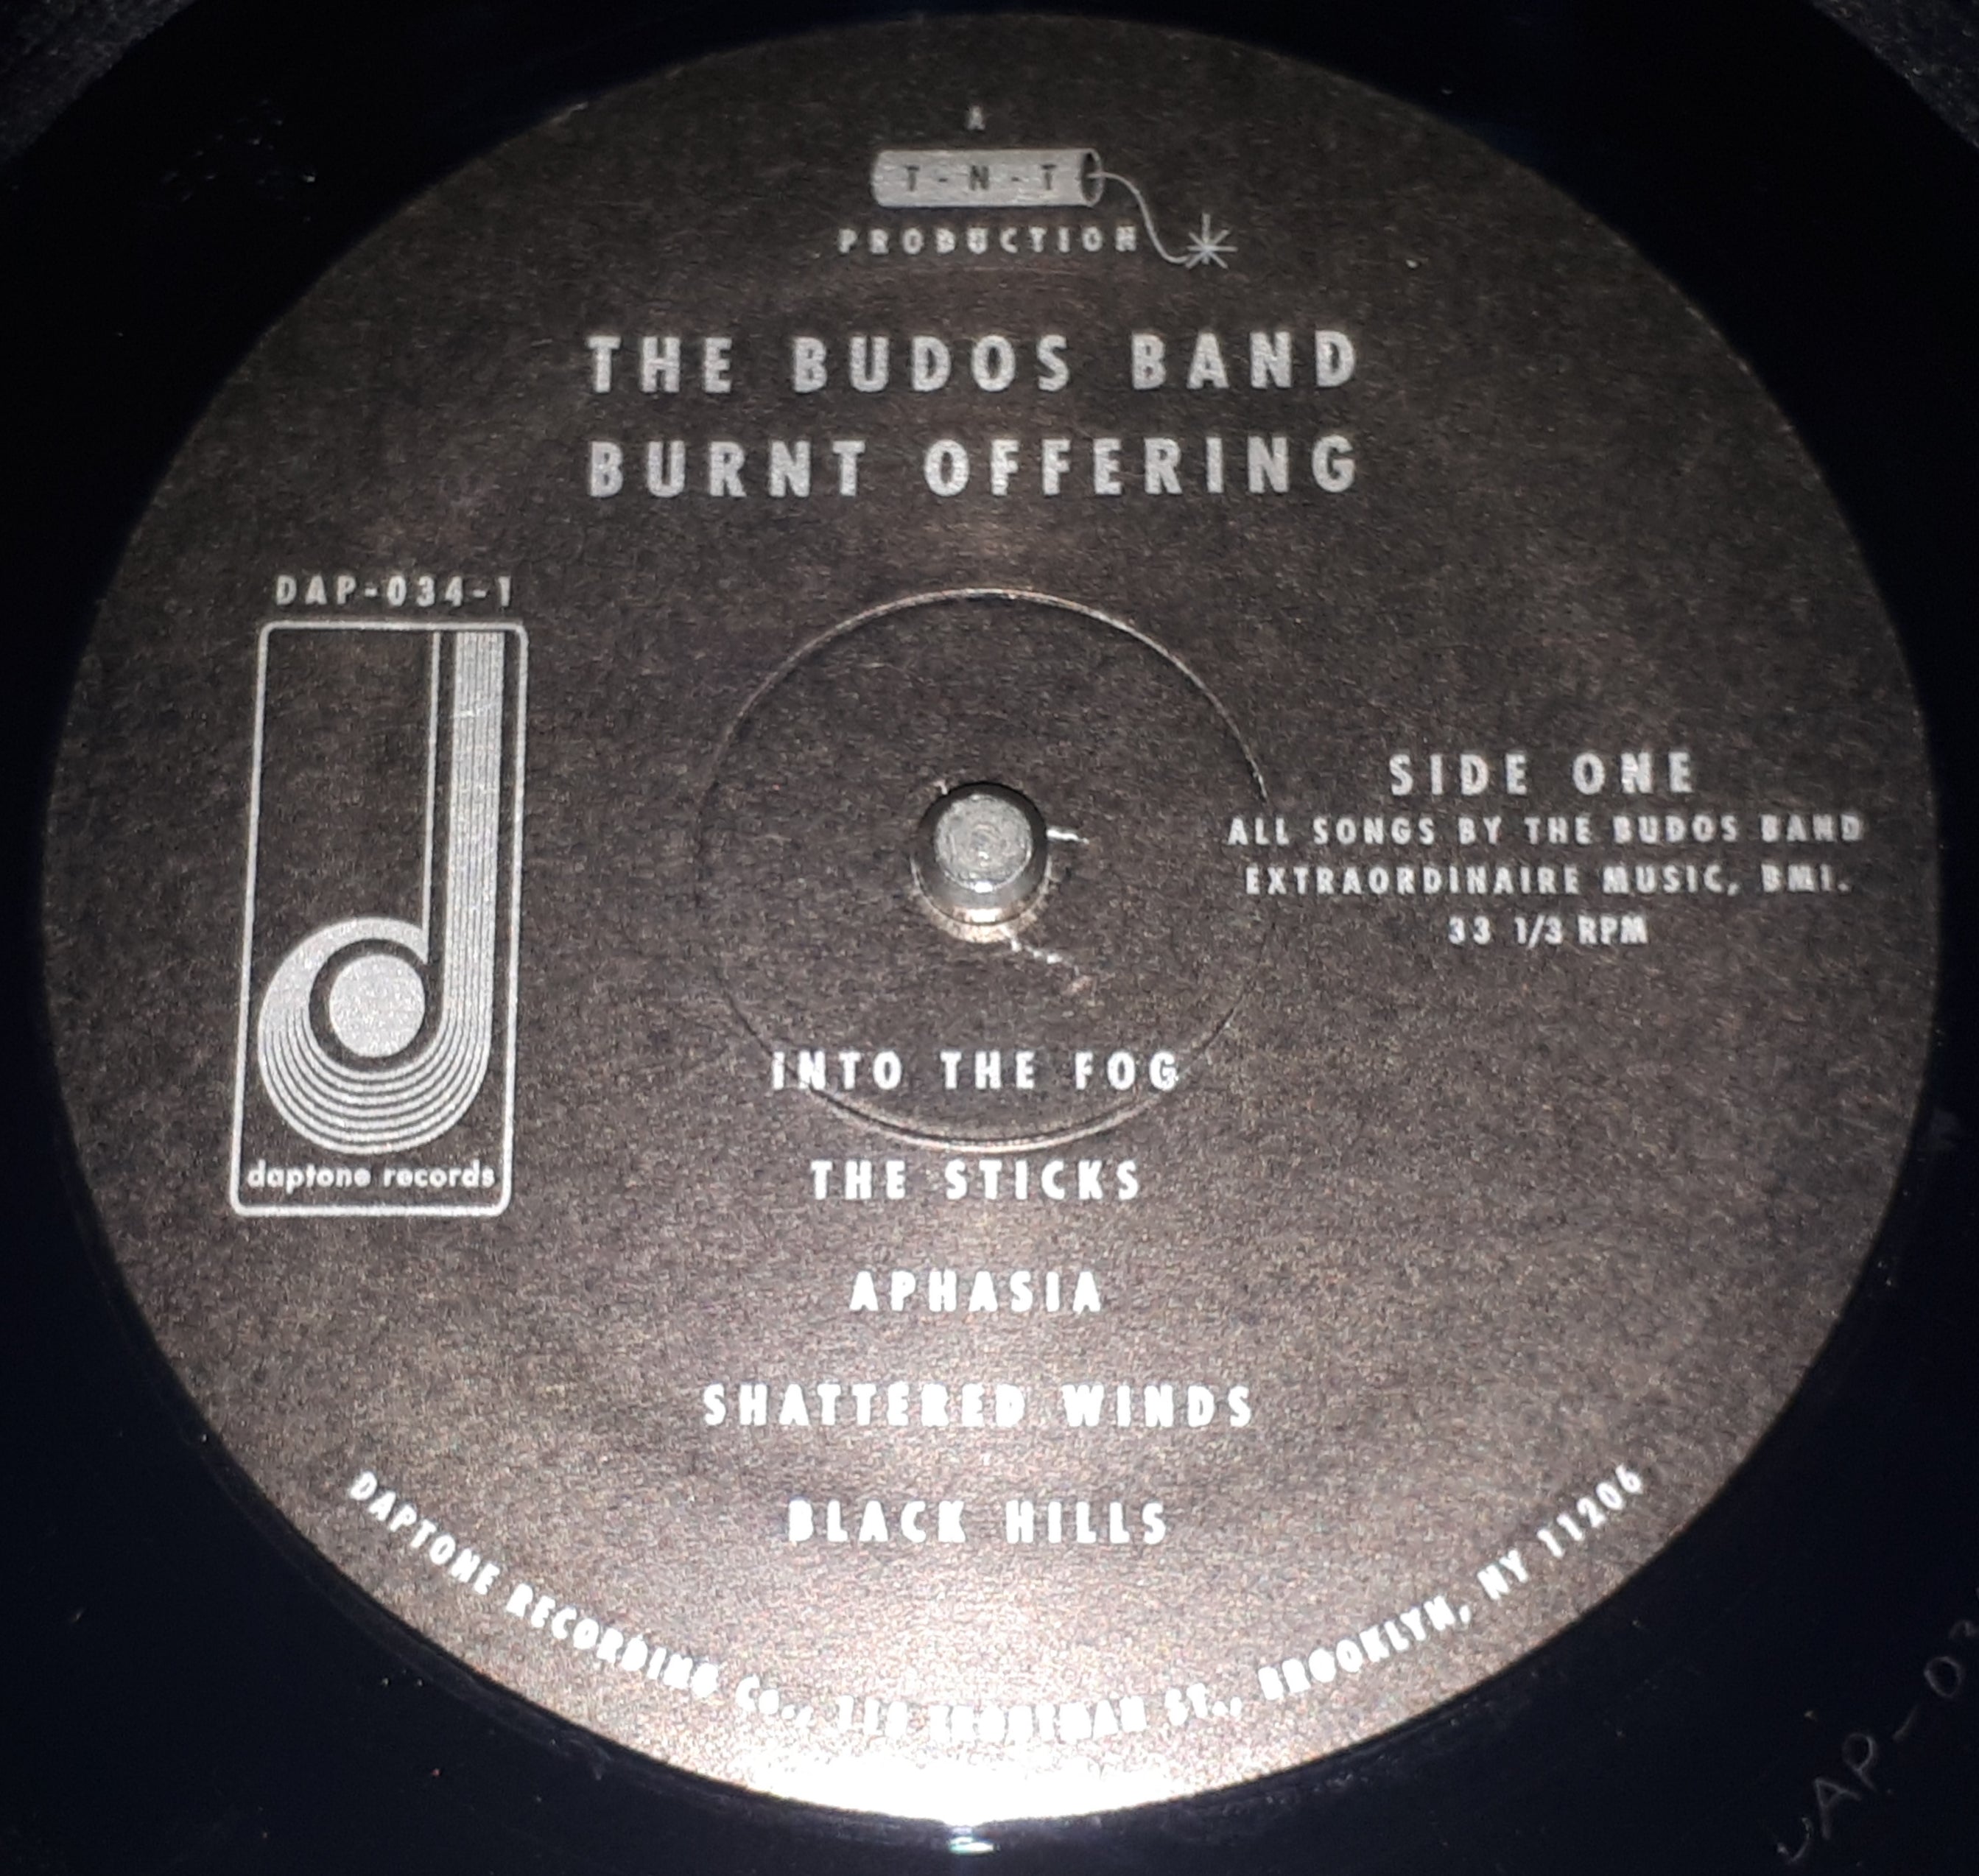 A
T-N-T
PRODUCTION
THE BUDOS BAND
BURNT OFFERING
DAP-034-1
daptone records
SIDE ONE
ALL SONGS BY THE BUDOS BAND
EXTRAORDINAIRE MUSIC, BMI.
33 1/3 RPM
INTO THE FOG
THE STICKS
APHASIA
SHATTERED WINDS
BLACK HILLS
DAPTONE RECORDING Co., ST., BROOKLYN, NY 11206